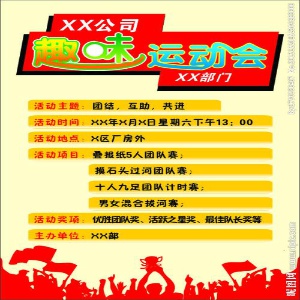 XX公司
趣味运动会
XX部门
活动主题：团结，互助，共进
活动时间：XX年X月X日星期六下午13：00
活动地点：X区厂房外
活动项目：叠报纸5人团队赛；
摸石头过河团队赛；
十人九足团队计时赛；
男女混合拔河赛；
活动奖项：优胜团队奖、活跃之星奖、最佳队长奖等
主办单位：XX部
昵图网